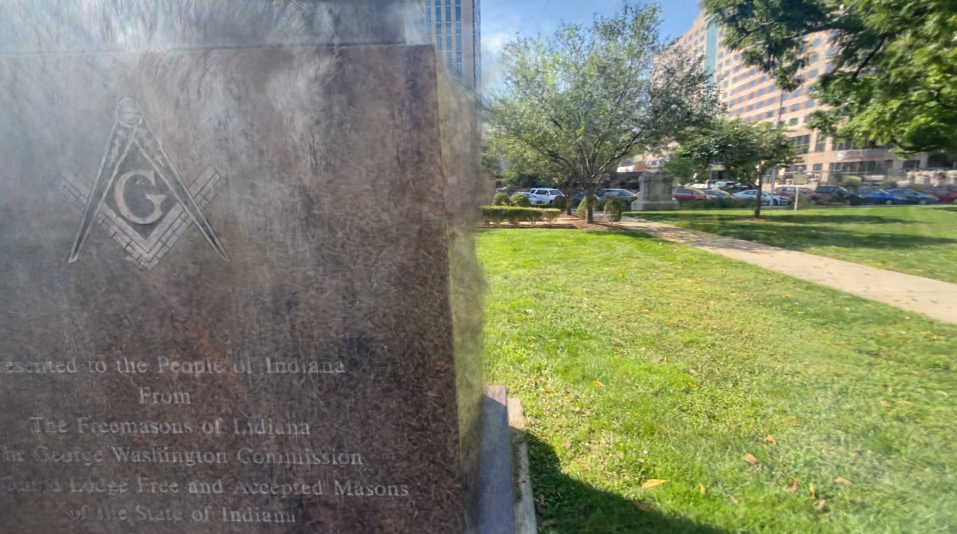 G
esented to the People of Indiana
From
The Freemasons of Indiana
George Washington Commission
Lodge Free and Accepted Masons
of the State of Indiana